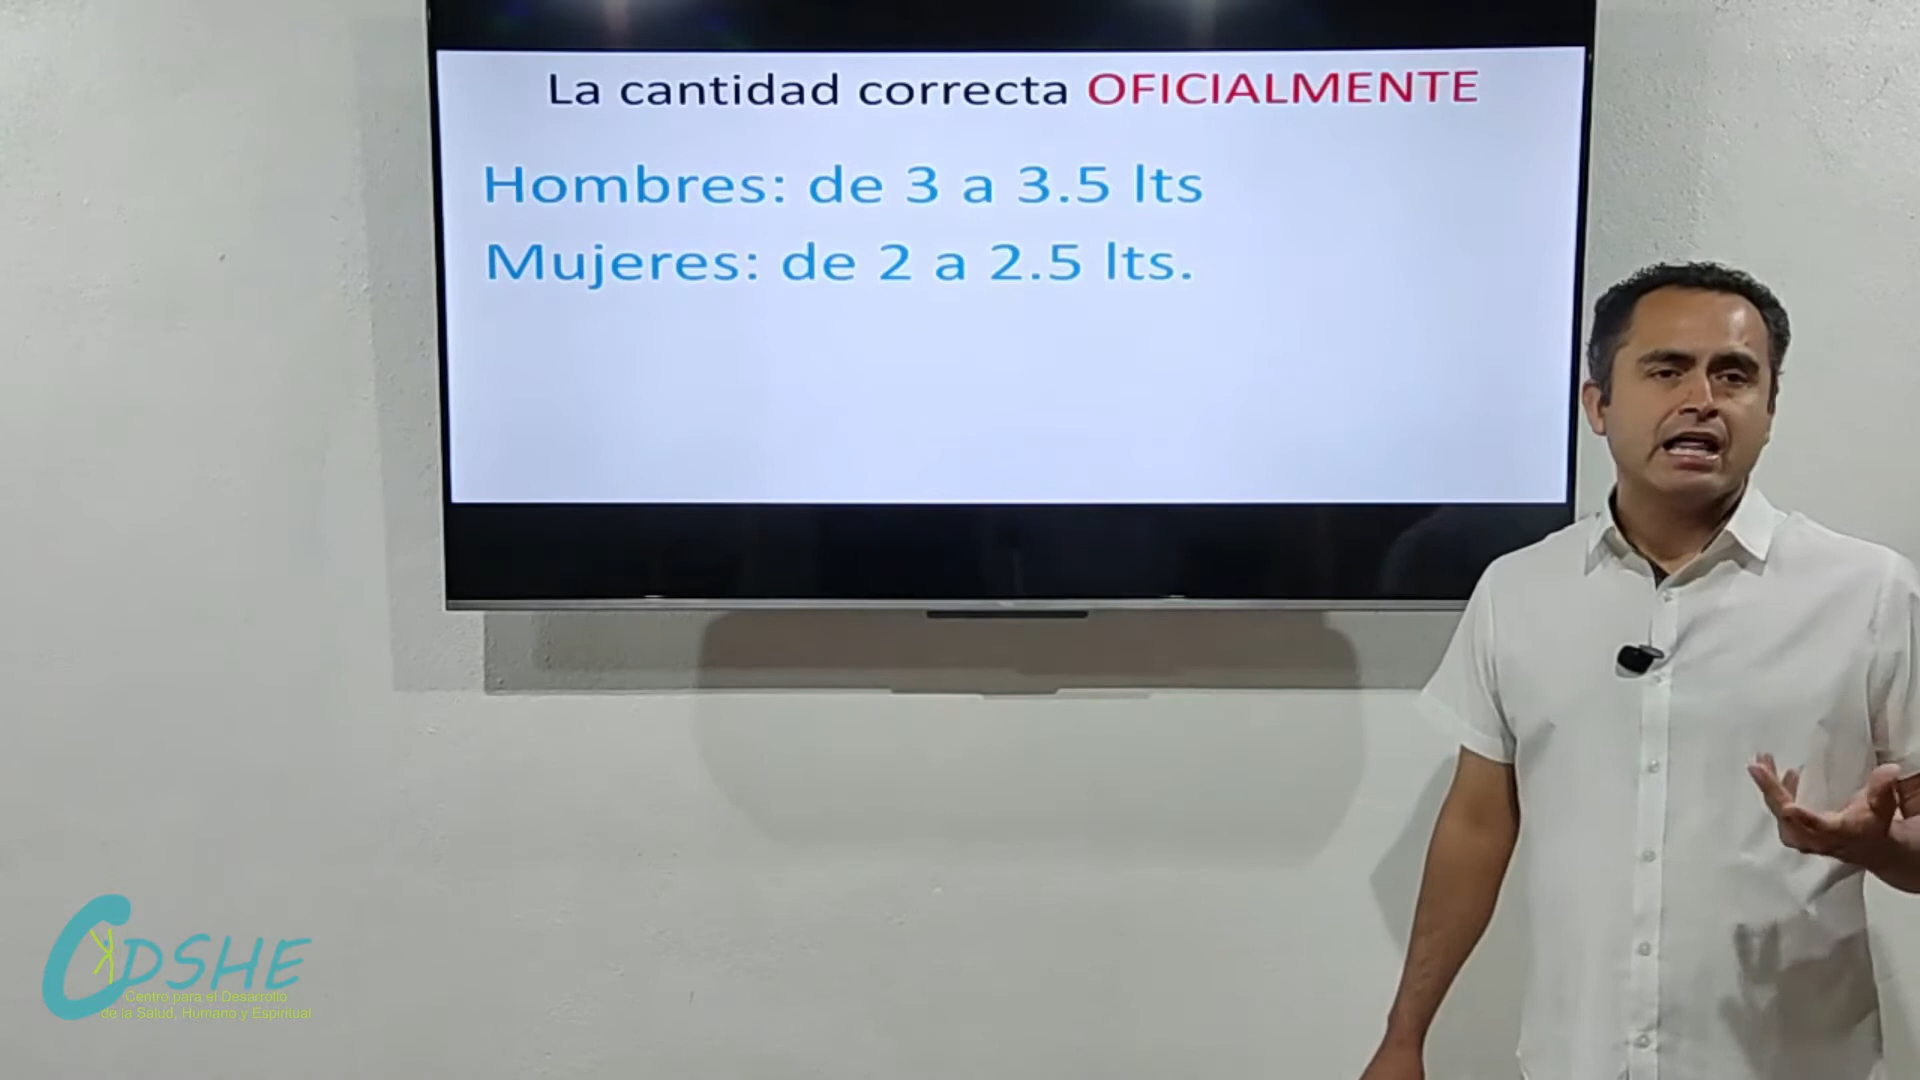 La cantidad correcta OFICIALMENTE
Hombres: de 3 a 3.5 lts
Mujeres: de 2 a 2.5 lts.
CDSHE
Centro para el Desarrollo
de la Salud, Humano y Espiritual